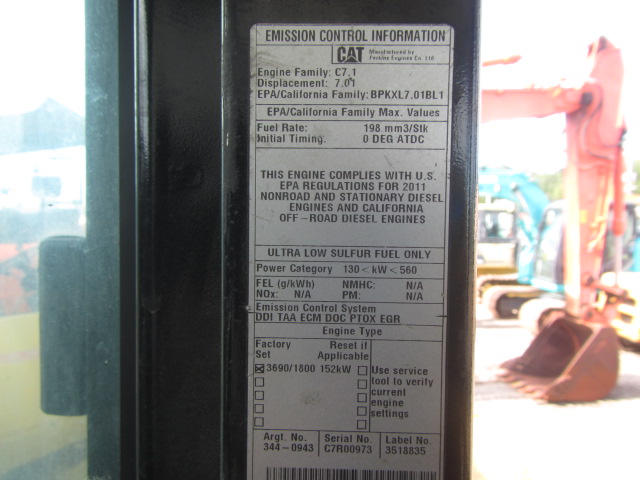 EMISSION CONTROL INFORMATION
CAT Manufactured by
Perkins Engines Co. Ltd
Engine Family: C7.1
Displacement: 7.01
EPA/California Family: BPKXL7.01BL1
EPA/California Family Max. Values
Fuel Rate: 198 mm3/Stk
Initial Timing. 0 DEG ATDC
THIS ENGINE COMPLIES WITH U.S.
EPA REGULATIONS FOR 2011
NONROAD AND STATIONARY DIESEL
ENGINES AND CALIFORNIA
OFF-ROAD DIESEL ENGINES
ULTRA LOW SULFUR FUEL ONLY
Power Category 130<kW<560
FEL (g/kWh) NMHC: N/A
NOx: N/A PM: N/A
Emission Control System
DDI TAA ECM DOC PTOX EGR
Engine Type
Factory Set Reset if Applicable
3690/1800 152kW
Use service
tool to verify
current
engine
settings
Argt. No. Serial No. Label No.
344-0943 C7R00973 3518835